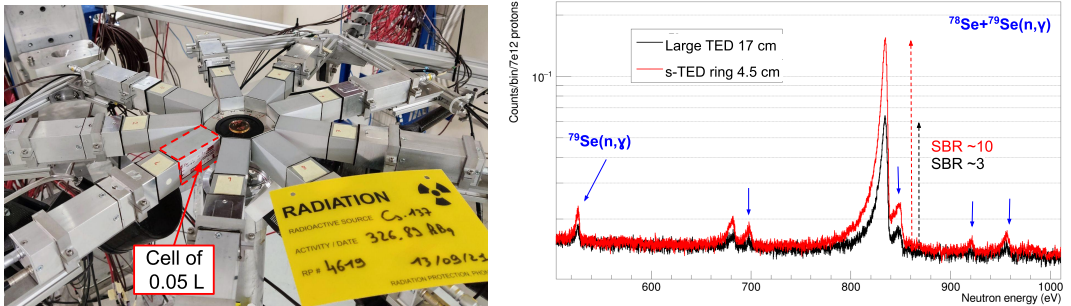 RADIATION
RADIOACTIVE SOURCE Cs-137
ACTIVITY / DATE 326,89 kBq
RP# 4619 13/09/21
RADIATION PROTECTION, PHO
Cell of
0.05 L
Counts/bin/7e12 protons
10⁻¹
Large TED 17 cm
s-TED ring 4.5 cm
⁷⁸Se+⁷⁹Se(n,γ)
⁷⁹Se(n,γ)
SBR ~10
SBR ~3
600 700 800 900 1000
Neutron energy (eV)